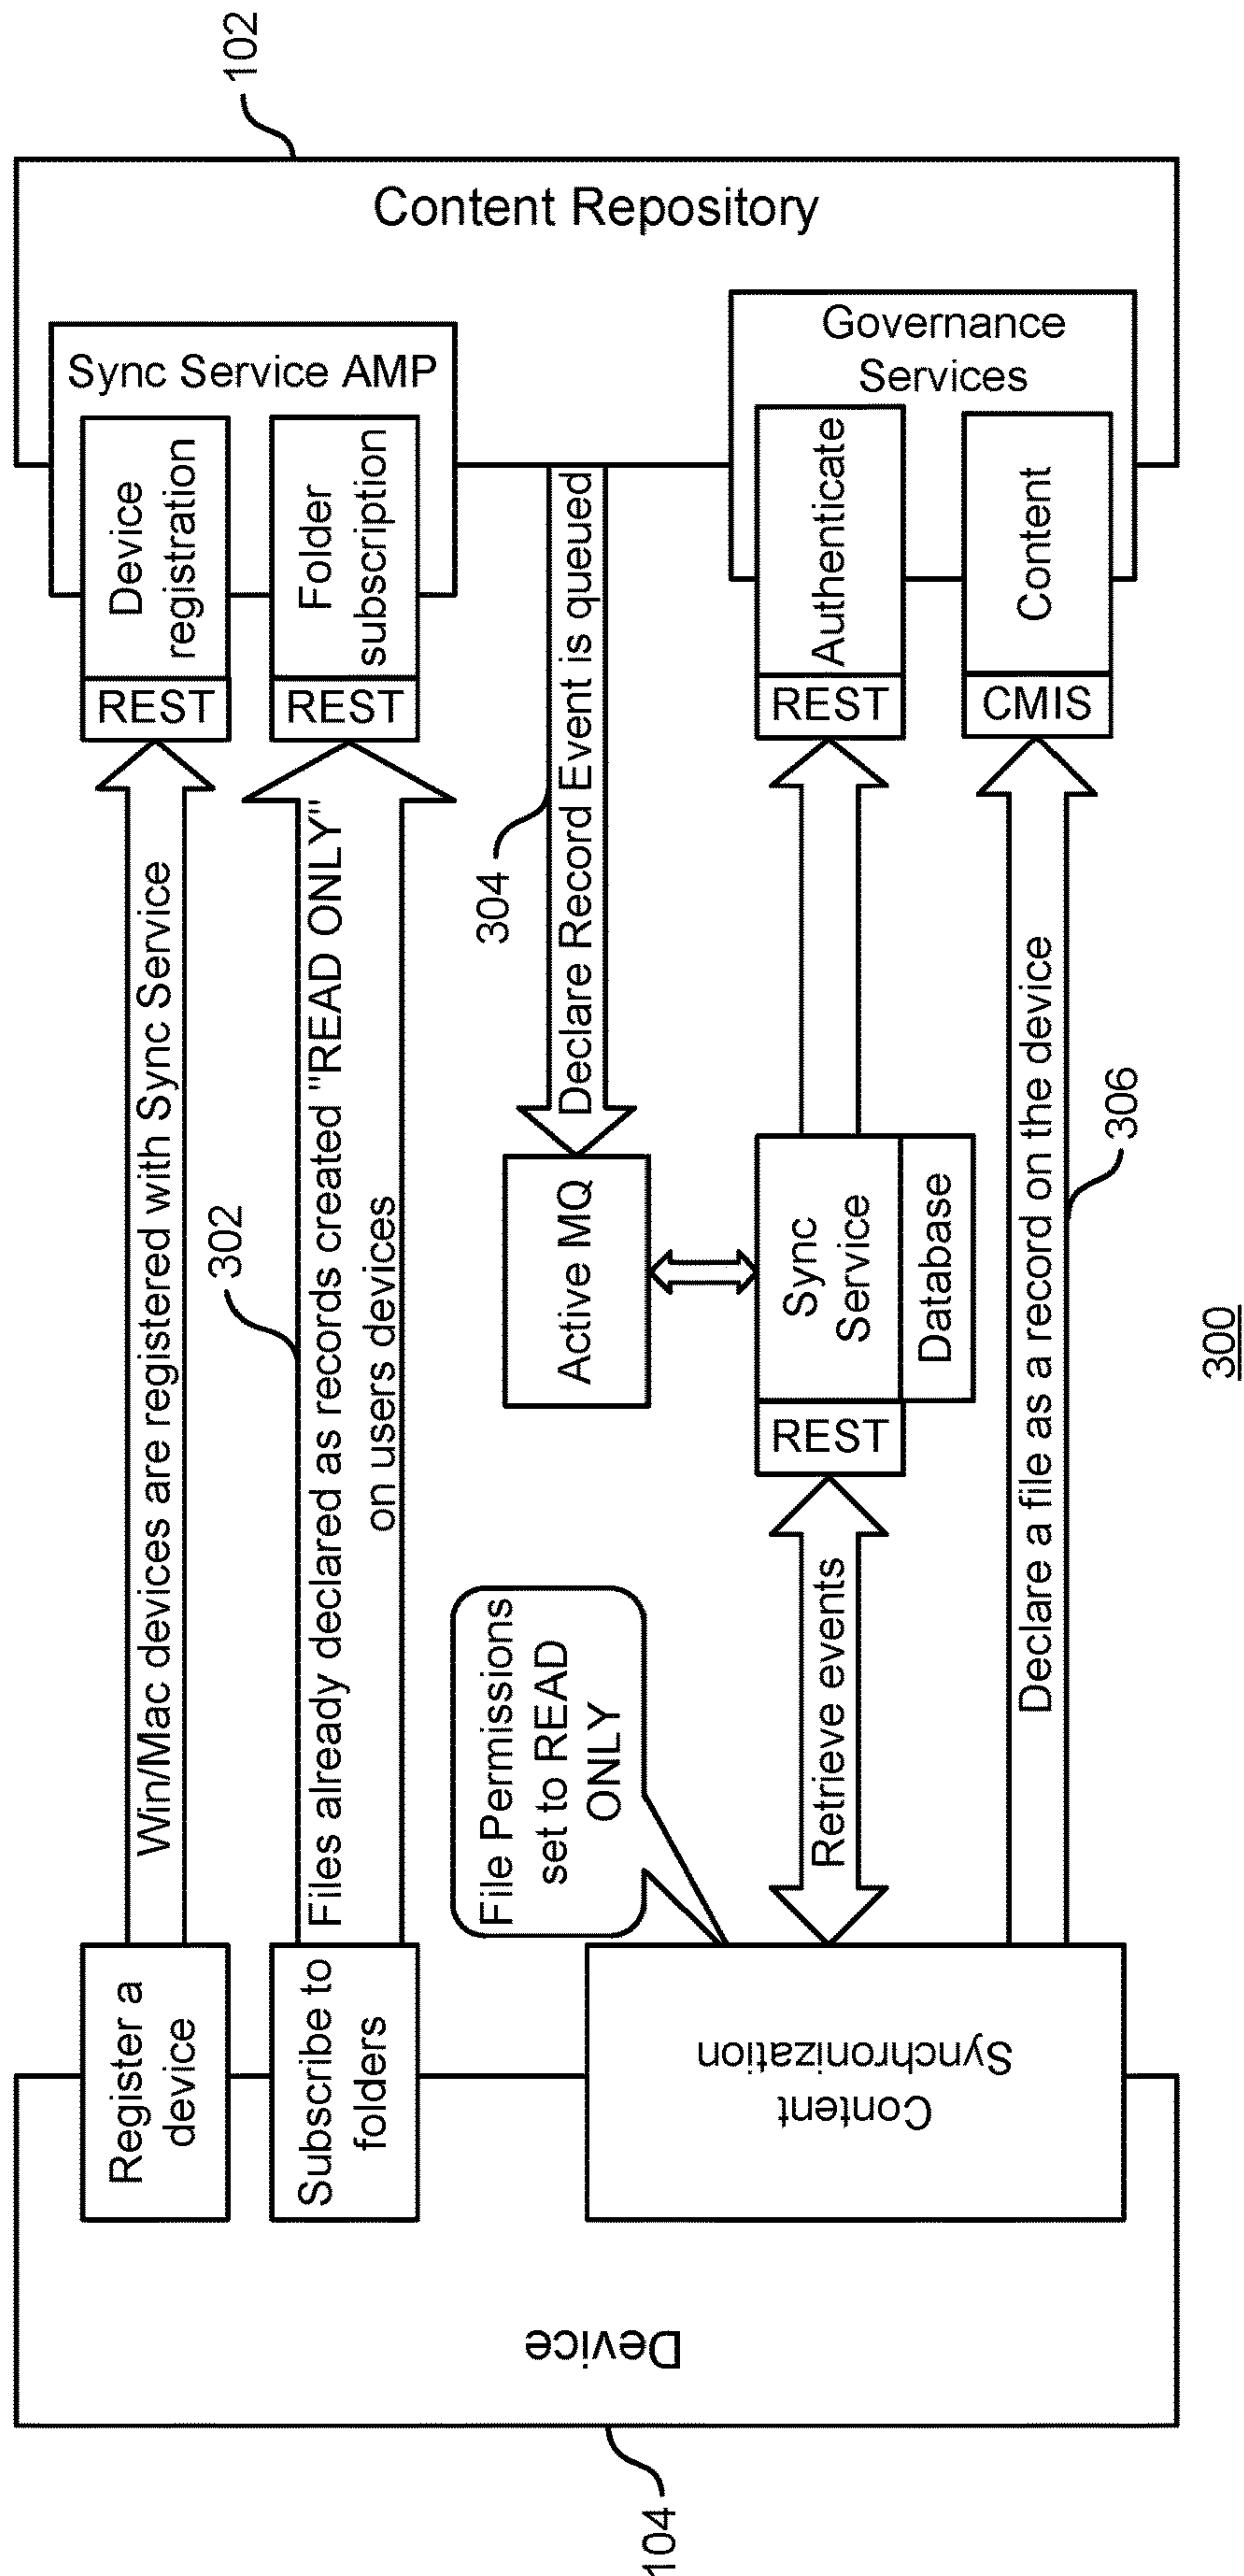 102
Content Repository
Sync Service AMP
Device
registration
REST
Folder
subscription
REST
Governance
Services
Authenticate
REST
Content
CMIS
Win/Mac devices are registered with Sync Service
302
Files already declared as records created "READ ONLY"
on users devices
304
Declare Record Event is queued
Active MQ
Sync
Service
Database
REST
Retrieve events
File Permissions
set to READ
ONLY
Declare a file as a record on the device
306
Register a
device
Subscribe to
folders
Content
Synchronization
Device
104
300